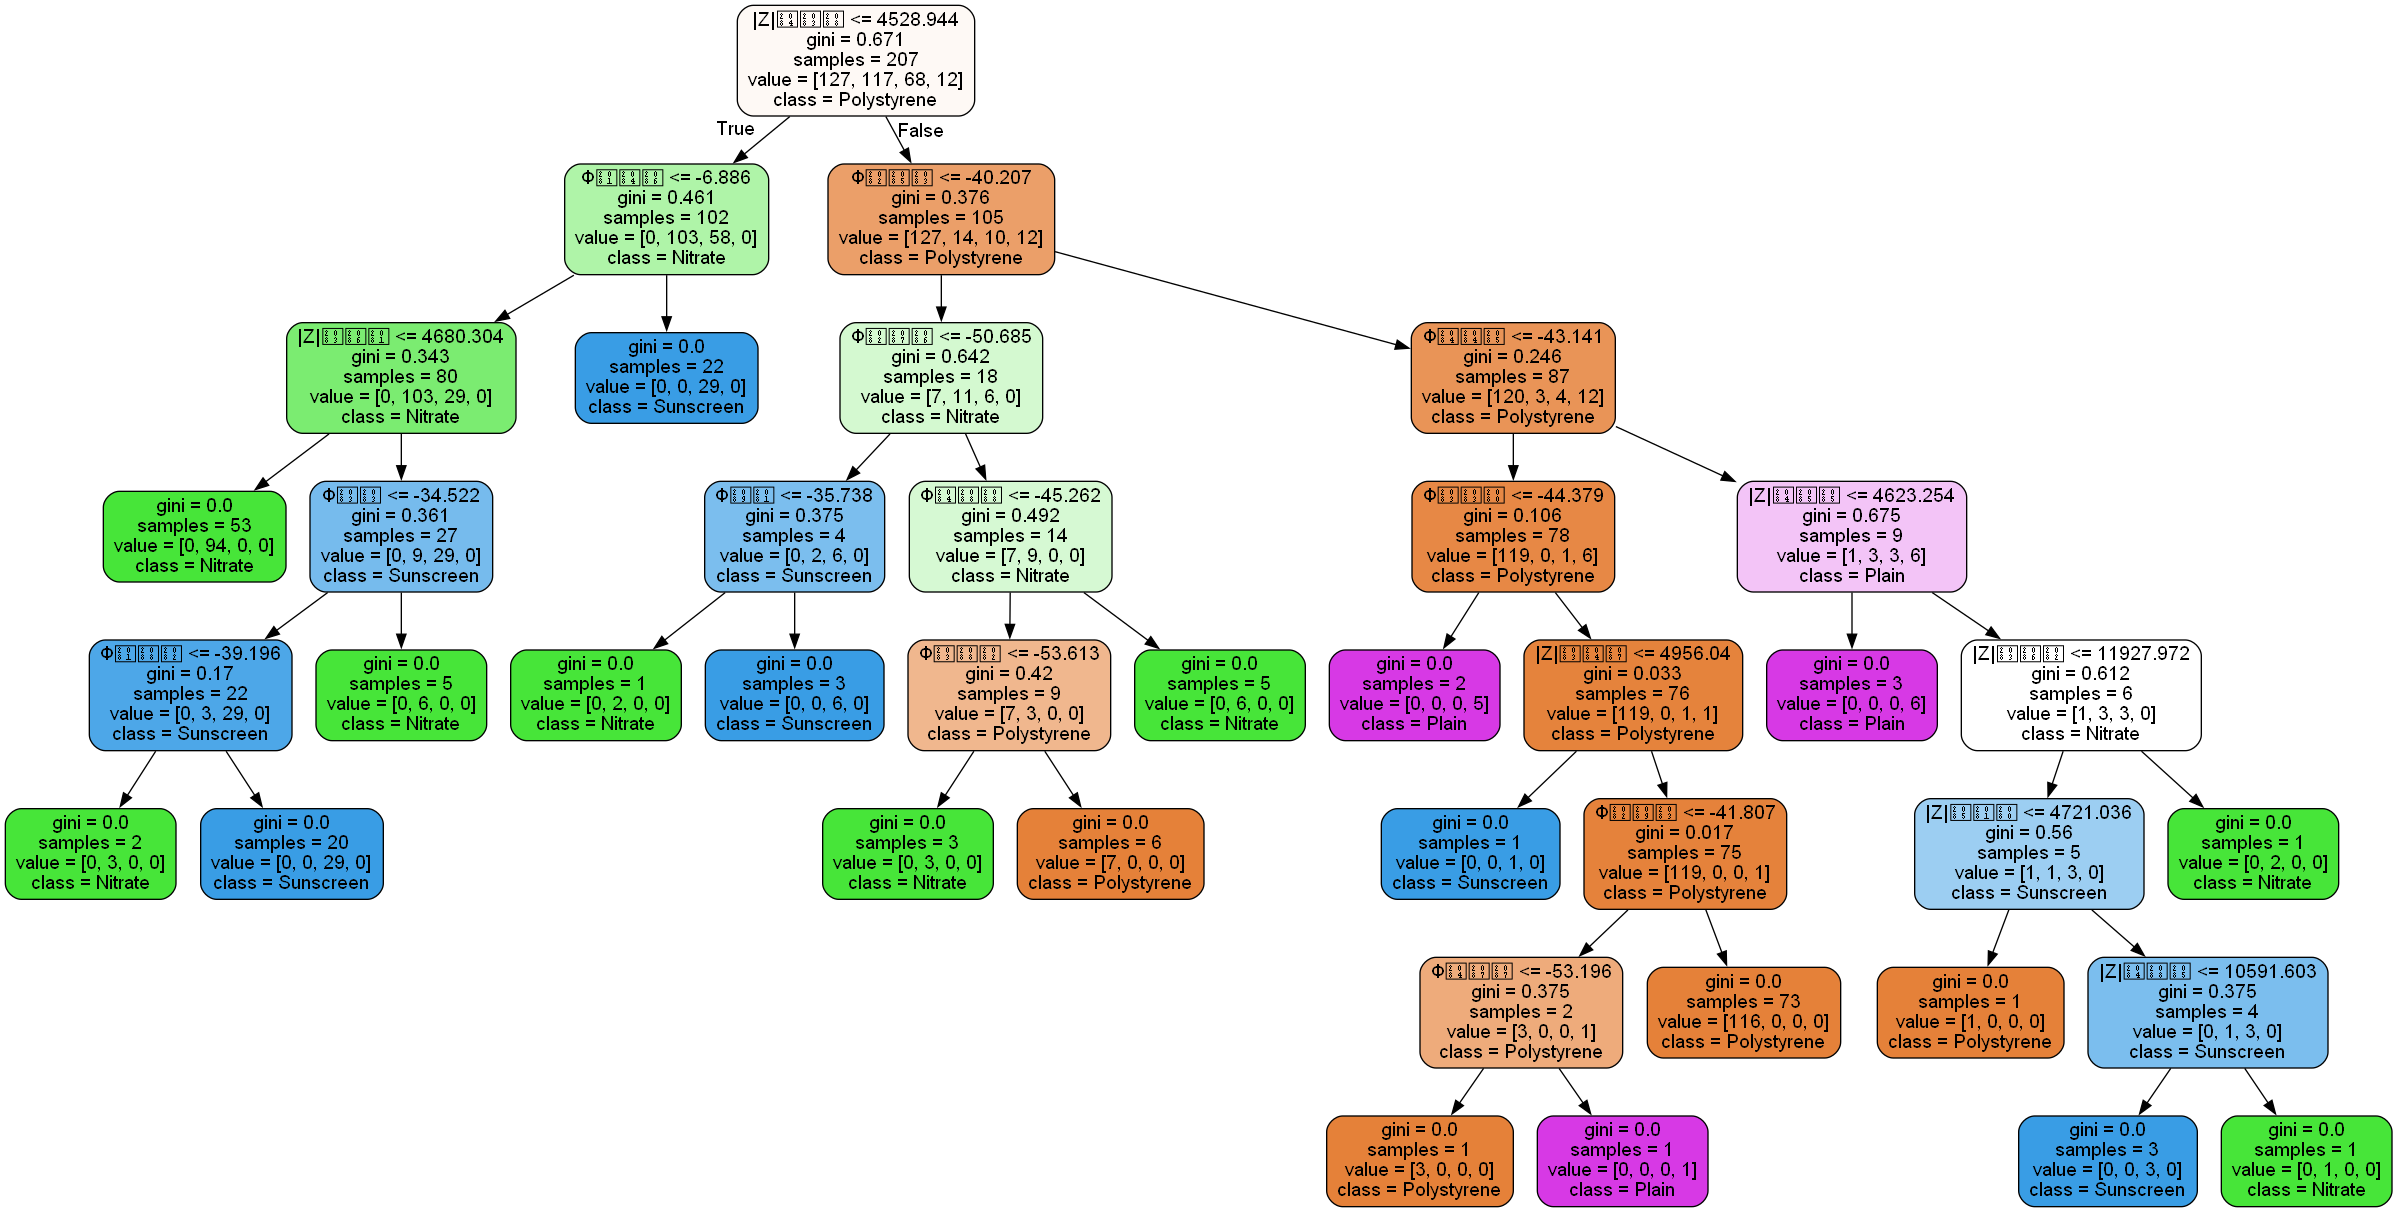 |Z| <= 4528.944
gini = 0.671
samples = 207
value = [127, 117, 68, 12]
class = Polystyrene
True
False
Φ <= -6.886
gini = 0.461
samples = 102
value = [0, 103, 58, 0]
class = Nitrate
Φ <= -40.207
gini = 0.376
samples = 105
value = [127, 14, 10, 12]
class = Polystyrene
|Z| <= 4680.304
gini = 0.343
samples = 80
value = [0, 103, 29, 0]
class = Nitrate
gini = 0.0
samples = 22
value = [0, 0, 29, 0]
class = Sunscreen
Φ <= -50.685
gini = 0.642
samples = 18
value = [7, 11, 6, 0]
class = Nitrate
Φ <= -43.141
gini = 0.246
samples = 87
value = [120, 3, 4, 12]
class = Polystyrene
gini = 0.0
samples = 53
value = [0, 94, 0, 0]
class = Nitrate
Φ <= -34.522
gini = 0.361
samples = 27
value = [0, 9, 29, 0]
class = Sunscreen
Φ <= -35.738
gini = 0.375
samples = 4
value = [0, 2, 6, 0]
class = Sunscreen
Φ <= -45.262
gini = 0.492
samples = 14
value = [7, 9, 0, 0]
class = Nitrate
Φ <= -44.379
gini = 0.106
samples = 78
value = [119, 0, 1, 6]
class = Polystyrene
|Z| <= 4623.254
gini = 0.675
samples = 9
value = [1, 3, 3, 6]
class = Plain
Φ <= -39.196
gini = 0.17
samples = 22
value = [0, 3, 29, 0]
class = Sunscreen
gini = 0.0
samples = 5
value = [0, 6, 0, 0]
class = Nitrate
gini = 0.0
samples = 1
value = [0, 2, 0, 0]
class = Nitrate
gini = 0.0
samples = 3
value = [0, 0, 6, 0]
class = Sunscreen
Φ <= -53.613
gini = 0.42
samples = 9
value = [7, 3, 0, 0]
class = Polystyrene
gini = 0.0
samples = 5
value = [0, 6, 0, 0]
class = Nitrate
gini = 0.0
samples = 2
value = [0, 0, 0, 5]
class = Plain
|Z| <= 4956.04
gini = 0.033
samples = 76
value = [119, 0, 1, 1]
class = Polystyrene
gini = 0.0
samples = 3
value = [0, 0, 0, 6]
class = Plain
|Z| <= 11927.972
gini = 0.612
samples = 6
value = [1, 3, 3, 0]
class = Nitrate
gini = 0.0
samples = 2
value = [0, 3, 0, 0]
class = Nitrate
gini = 0.0
samples = 20
value = [0, 0, 29, 0]
class = Sunscreen
gini = 0.0
samples = 3
value = [0, 3, 0, 0]
class = Nitrate
gini = 0.0
samples = 6
value = [7, 0, 0, 0]
class = Polystyrene
gini = 0.0
samples = 1
value = [0, 0, 1, 0]
class = Sunscreen
Φ <= -41.807
gini = 0.017
samples = 75
value = [119, 0, 0, 1]
class = Polystyrene
|Z| <= 4721.036
gini = 0.56
samples = 5
value = [1, 1, 3, 0]
class = Sunscreen
gini = 0.0
samples = 1
value = [0, 2, 0, 0]
class = Nitrate
Φ <= -53.196
gini = 0.375
samples = 2
value = [3, 0, 0, 1]
class = Polystyrene
gini = 0.0
samples = 73
value = [116, 0, 0, 0]
class = Polystyrene
gini = 0.0
samples = 1
value = [1, 0, 0, 0]
class = Polystyrene
|Z| <= 10591.603
gini = 0.375
samples = 4
value = [0, 1, 3, 0]
class = Sunscreen
gini = 0.0
samples = 1
value = [3, 0, 0, 0]
class = Polystyrene
gini = 0.0
samples = 1
value = [0, 0, 0, 1]
class = Plain
gini = 0.0
samples = 3
value = [0, 0, 3, 0]
class = Sunscreen
gini = 0.0
samples = 1
value = [0, 1, 0, 0]
class = Nitrate